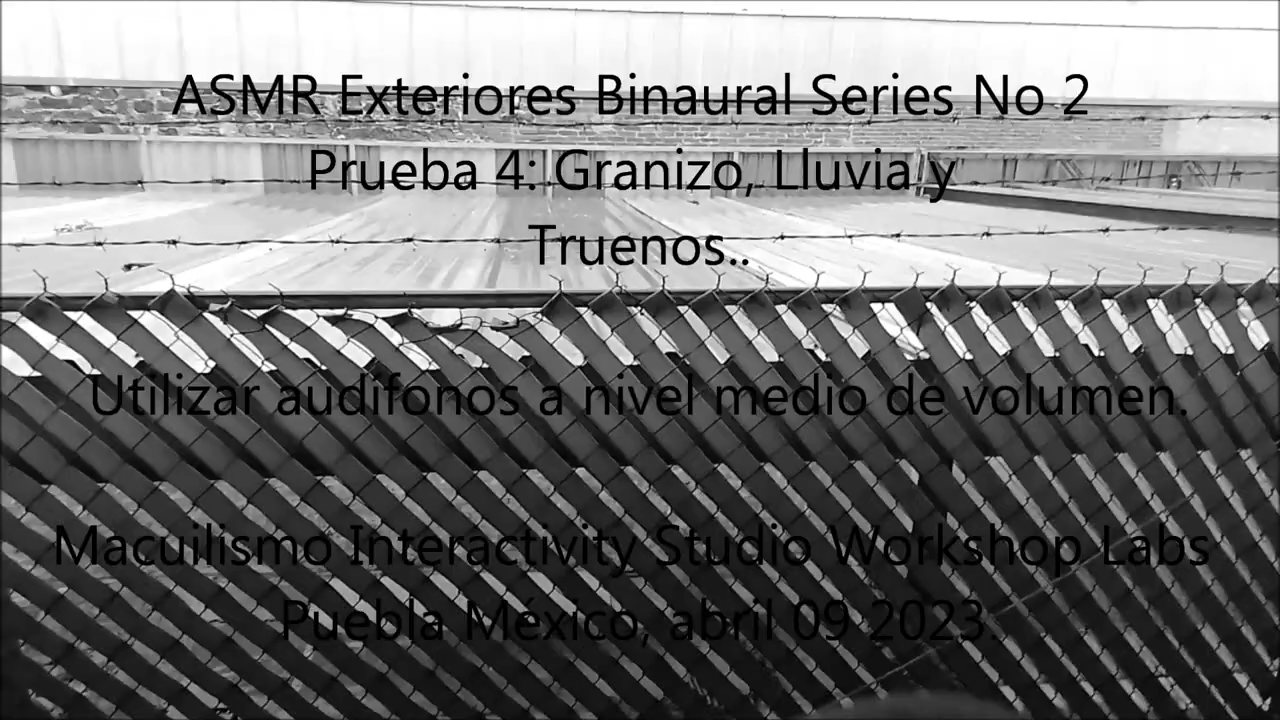 ASMR Exteriores Binaural Series No 2
Prueba 4: Granizo, Lluvia y
Truenos..
Utilizar audifonos a nivel medio de volumen.
Macuilismo Interactivity Studio Workshop Labs
Puebla México, abril 09 2023.